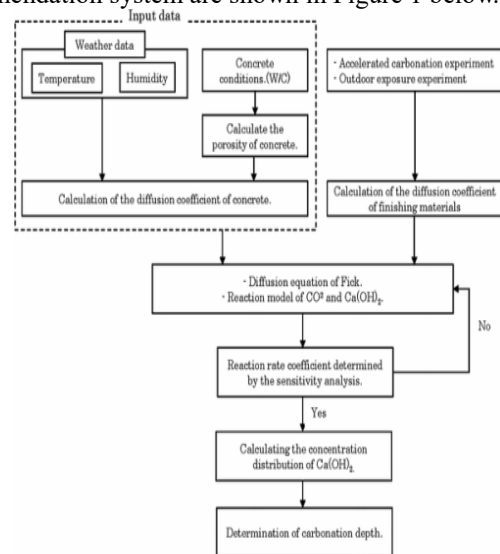 mendation system are shown in Figure 1 below.
Input data
Weather data
Temperature
Humidity
Concrete
conditions.(W/C)
Calculate the
porosity of concrete.
Calculation of the diffusion coefficient of concrete.
· Accelerated carbonation experiment
· Outdoor exposure experiment
Calculation of the diffusion coefficient
of finishing materials
· Diffusion equation of Fick.
· Reaction model of CO² and Ca(OH)₂.
No
Reaction rate coefficient determined
by the sensitivity analysis.
Yes
Calculating the concentration
distribution of Ca(OH)₂.
Determination of carbonation depth.